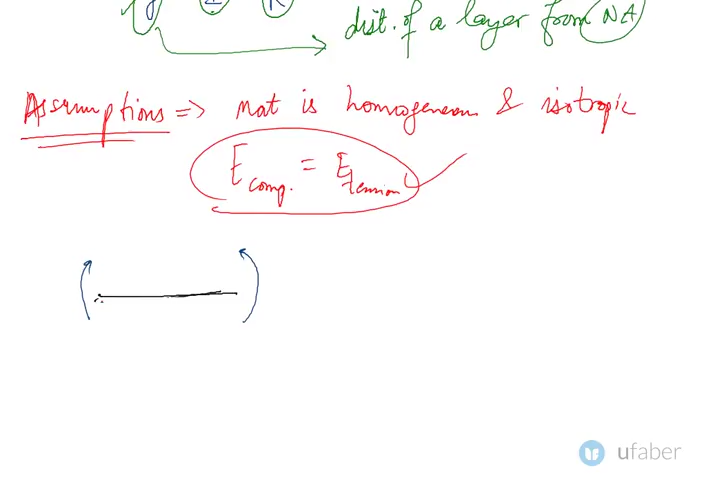 y I R
dist. of a layer from NA
Assumptions => mat is homogeneous & isotropic
E comp. = E tension
ufaber